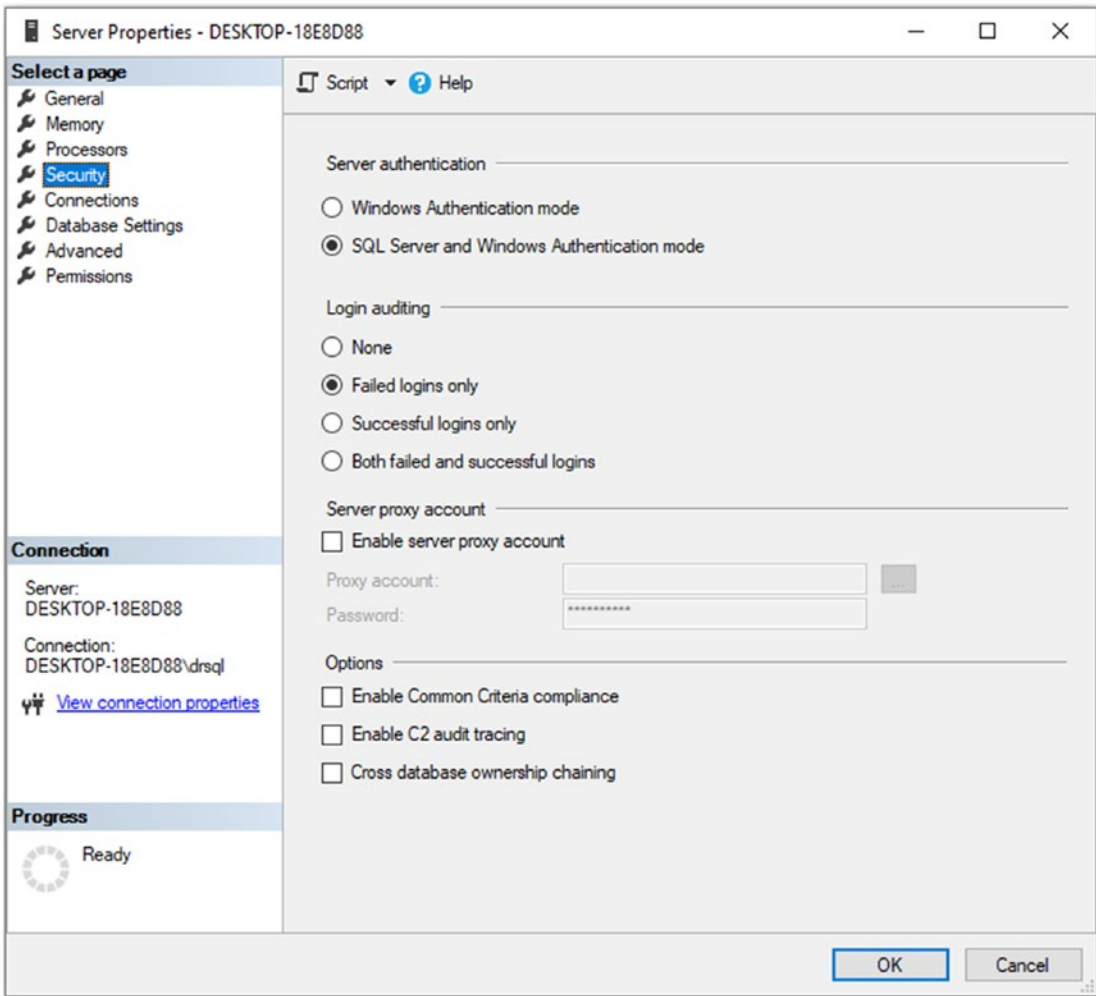 Server Properties - DESKTOP-18E8D88
Select a page
General
Memory
Processors
Security
Connections
Database Settings
Advanced
Permissions
Connection
Server:
DESKTOP-18E8D88
Connection:
DESKTOP-18E8D88\drsql
View connection properties
Progress
Ready
Script
Help
Server authentication
Windows Authentication mode
SQL Server and Windows Authentication mode
Login auditing
None
Failed logins only
Successful logins only
Both failed and successful logins
Server proxy account
Enable server proxy account
Proxy account:
...
Password:
**********
Options
Enable Common Criteria compliance
Enable C2 audit tracing
Cross database ownership chaining
OK
Cancel